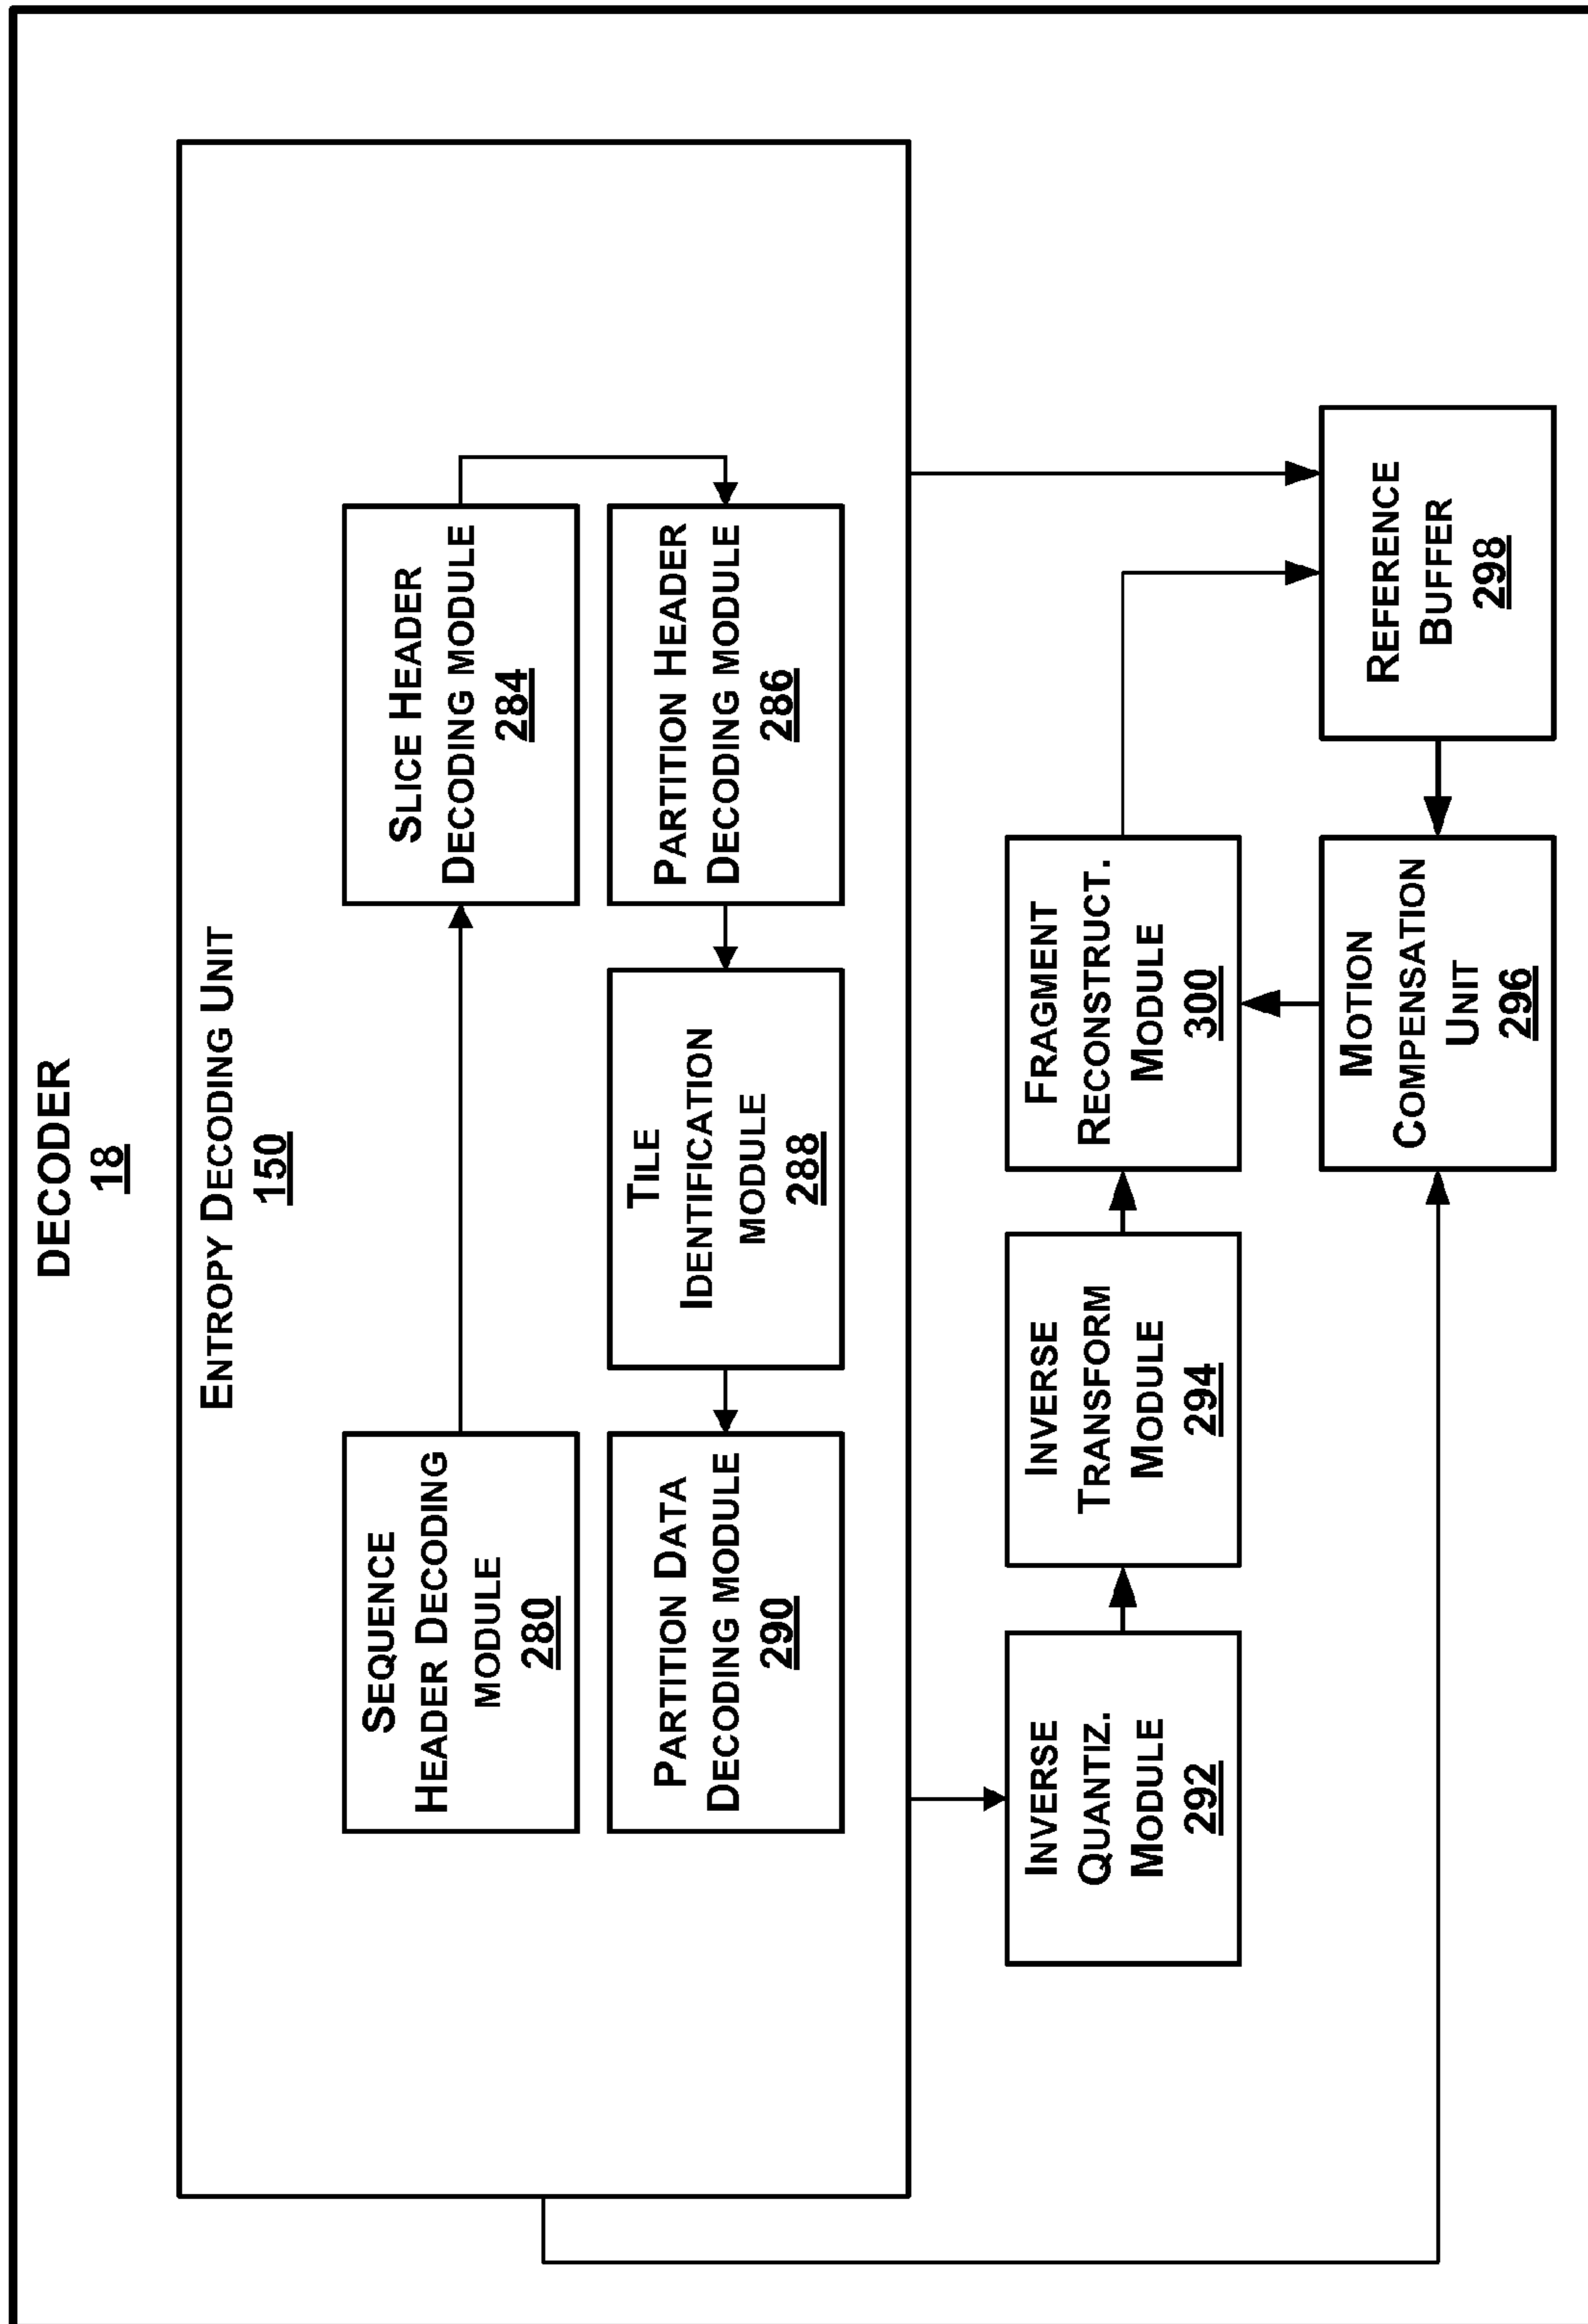 DECODER
18
ENTROPY DECODING UNIT
150
SEQUENCE
HEADER DECODING
MODULE
280
SLICE HEADER
DECODING MODULE
284
PARTITION DATA
DECODING MODULE
290
TILE
IDENTIFICATION
MODULE
288
PARTITION HEADER
DECODING MODULE
286
INVERSE
QUANTIZ.
MODULE
292
INVERSE
TRANSFORM
MODULE
294
FRAGMENT
RECONSTRUCT.
MODULE
300
MOTION
COMPENSATION
UNIT
296
REFERENCE
BUFFER
298